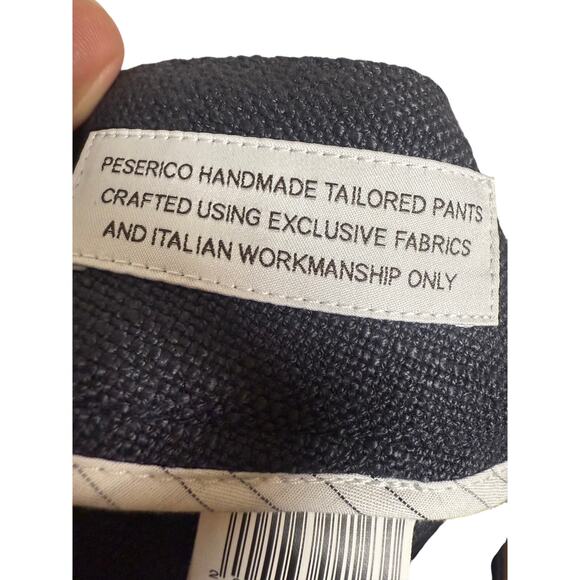 PESERICO HANDMADE TAILORED PANTS
CRAFTED USING EXCLUSIVE FABRICS
AND ITALIAN WORKMANSHIP ONLY